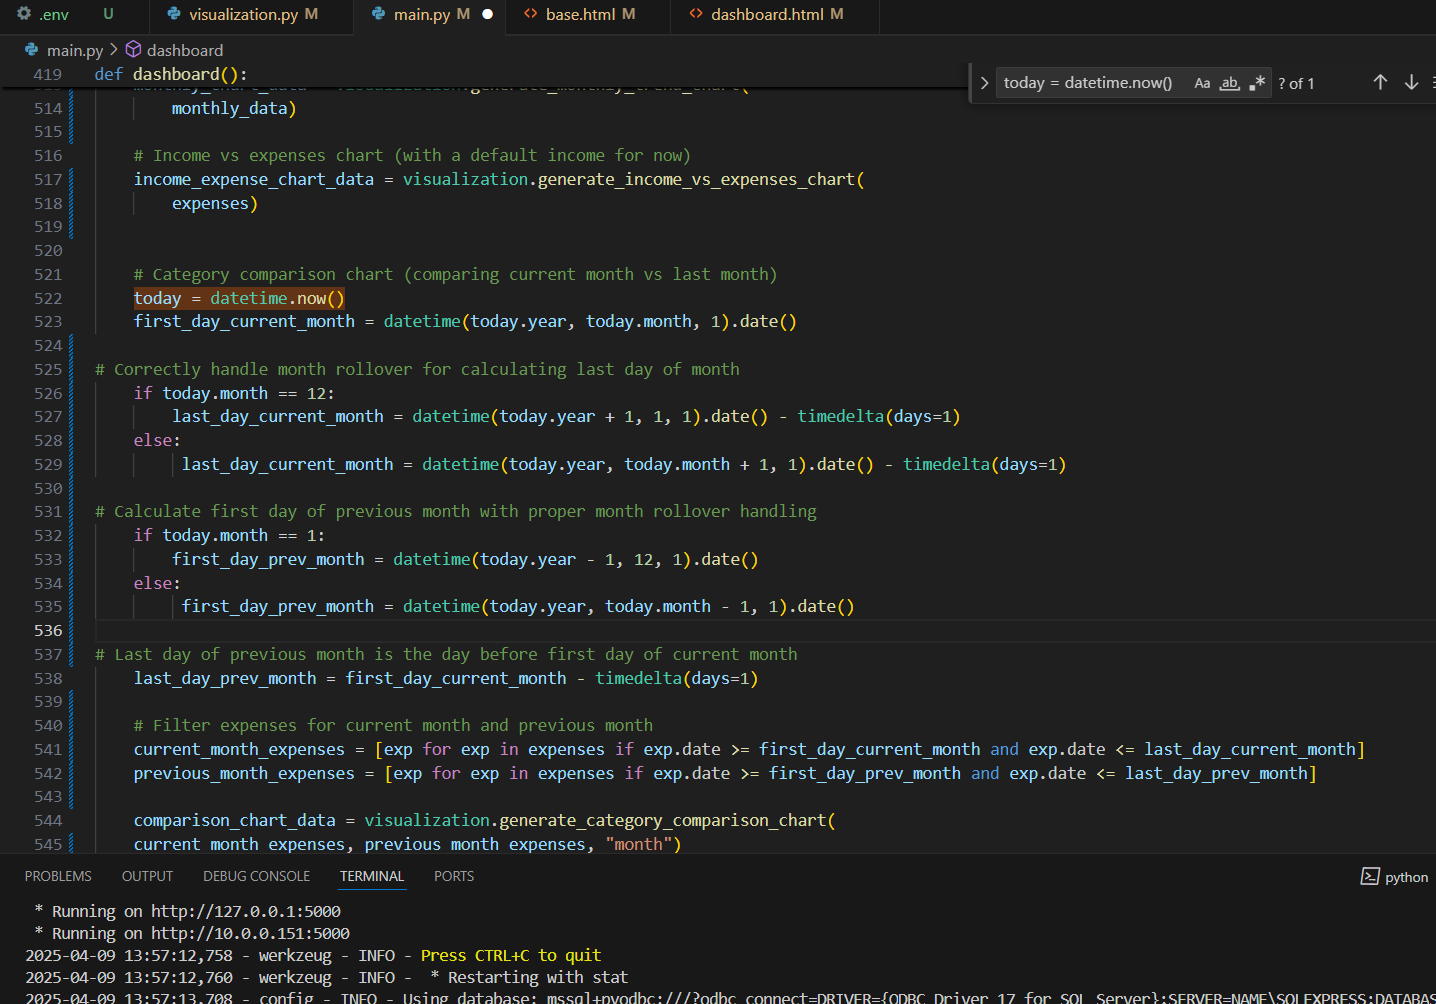 .env U visualization.py M main.py M base.html M dashboard.html M
main.py > dashboard
419 def dashboard():
today = datetime.now() Aa ab ? of 1
514 monthly_data)
515
516 # Income vs expenses chart (with a default income for now)
517 income_expense_chart_data = visualization.generate_income_vs_expenses_chart(
518 expenses)
519
520
521 # Category comparison chart (comparing current month vs last month)
522 today = datetime.now()
523 first_day_current_month = datetime(today.year, today.month, 1).date()
524
525 # Correctly handle month rollover for calculating last day of month
526 if today.month == 12:
527 last_day_current_month = datetime(today.year + 1, 1, 1).date() - timedelta(days=1)
528 else:
529 last_day_current_month = datetime(today.year, today.month + 1, 1).date() - timedelta(days=1)
530
531 # Calculate first day of previous month with proper month rollover handling
532 if today.month == 1:
533 first_day_prev_month = datetime(today.year - 1, 12, 1).date()
534 else:
535 first_day_prev_month = datetime(today.year, today.month - 1, 1).date()
536
537 # Last day of previous month is the day before first day of current month
538 last_day_prev_month = first_day_current_month - timedelta(days=1)
539
540 # Filter expenses for current month and previous month
541 current_month_expenses = [exp for exp in expenses if exp.date >= first_day_current_month and exp.date <= last_day_current_month]
542 previous_month_expenses = [exp for exp in expenses if exp.date >= first_day_prev_month and exp.date <= last_day_prev_month]
543
544 comparison_chart_data = visualization.generate_category_comparison_chart(
545 current_month_expenses, previous_month_expenses, "month")
PROBLEMS OUTPUT DEBUG CONSOLE TERMINAL PORTS python
* Running on http://127.0.0.1:5000
* Running on http://10.0.0.151:5000
2025-04-09 13:57:12,758 - werkzeug - INFO - Press CTRL+C to quit
2025-04-09 13:57:12,760 - werkzeug - INFO - * Restarting with stat
2025-04-09 13:57:13,708 - config - INFO - Using database: mssql+pyodbc:///?odbc_connect=DRIVER={ODBC Driver 17 for SQL Server};SERVER=NAME\SQLEXPRESS;DATABAS